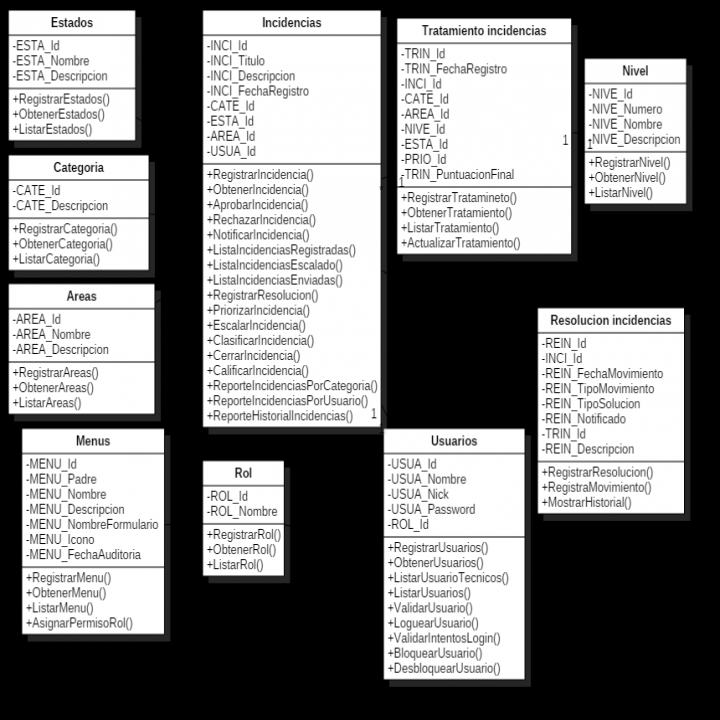 Estados
-ESTA_Id
-ESTA_Nombre
-ESTA_Descripcion
+RegistrarEstados()
+ObtenerEstados()
+ListarEstados()
Categoria
-CATE_Id
-CATE_Descripcion
+RegistrarCategoria()
+ObtenerCategoria()
+ListarCategoria()
Areas
-AREA_Id
-AREA_Nombre
-AREA_Descripcion
+RegistrarAreas()
+ObtenerAreas()
+ListarAreas()
Menus
-MENU_Id
-MENU_Padre
-MENU_Nombre
-MENU_Descripcion
-MENU_NombreFormulario
-MENU_Icono
-MENU_FechaAuditoria
+RegistrarMenu()
+ObtenerMenu()
+ListarMenu()
+AsignarPermisoRol()
Incidencias
-INCI_Id
-INCI_Titulo
-INCI_Descripcion
-INCI_FechaRegistro
-CATE_Id
-ESTA_Id
-AREA_Id
-USUA_Id
+RegistrarIncidencia()
+ObtenerIncidencia()
+AprobarIncidencia()
+RechazarIncidencia()
+NotificarIncidencia()
+ListaIncidenciasRegistradas()
+ListaIncidenciasEscalado()
+ListaIncidenciasEnviadas()
+RegistrarResolucion()
+PriorizarIncidencia()
+EscalarIncidencia()
+ClasificarIncidencia()
+CerrarIncidencia()
+CalificarIncidencia()
+ReporteIncidenciasPorCategoria()
+ReporteIncidenciasPorUsuario()
+ReporteHistorialIncidencias()
1
Rol
-ROL_Id
-ROL_Nombre
+RegistrarRol()
+ObtenerRol()
+ListarRol()
Tratamiento incidencias
-TRIN_Id
-TRIN_FechaRegistro
-INCI_Id
-CATE_Id
-AREA_Id
-NIVE_Id
-ESTA_Id
-PRIO_Id
-TRIN_PuntuacionFinal
1
1
+RegistrarTratamineto()
+ObtenerTratamiento()
+ListarTratamiento()
+ActualizarTratamiento()
Nivel
-NIVE_Id
-NIVE_Numero
-NIVE_Nombre
-NIVE_Descripcion
1
+RegistrarNivel()
+ObtenerNivel()
+ListarNivel()
Resolucion incidencias
-REIN_Id
-INCI_Id
-REIN_FechaMovimiento
-REIN_TipoMovimiento
-REIN_TipoSolucion
-REIN_Notificado
-TRIN_Id
-REIN_Descripcion
+RegistrarResolucion()
+RegistraMovimiento()
+MostrarHistorial()
Usuarios
-USUA_Id
-USUA_Nombre
-USUA_Nick
-USUA_Password
-ROL_Id
+RegistrarUsuarios()
+ObtenerUsuarios()
+ListarUsuarioTecnicos()
+ListarUsuarios()
+ValidarUsuario()
+LoguearUsuario()
+ValidarIntentosLogin()
+BloquearUsuario()
+DesbloquearUsuario()